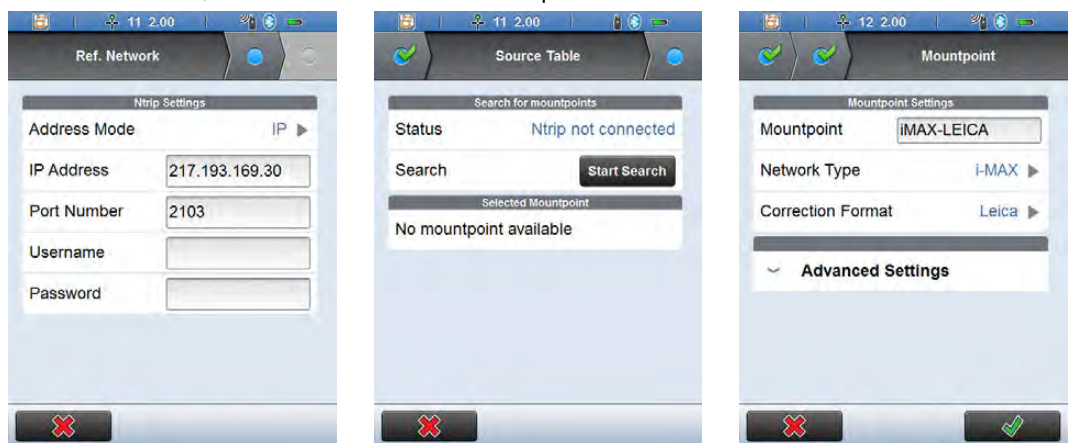 11 2.00
Ref. Network
Ntrip Settings
Address Mode IP
IP Address 217.193.169.30
Port Number 2103
Username
Password
11 2.00
Source Table
Search for mountpoints
Status Ntrip not connected
Search Start Search
Selected Mountpoint
No mountpoint available
12 2.00
Mountpoint
Mountpoint Settings
Mountpoint iMAX-LEICA
Network Type i-MAX
Correction Format Leica
Advanced Settings